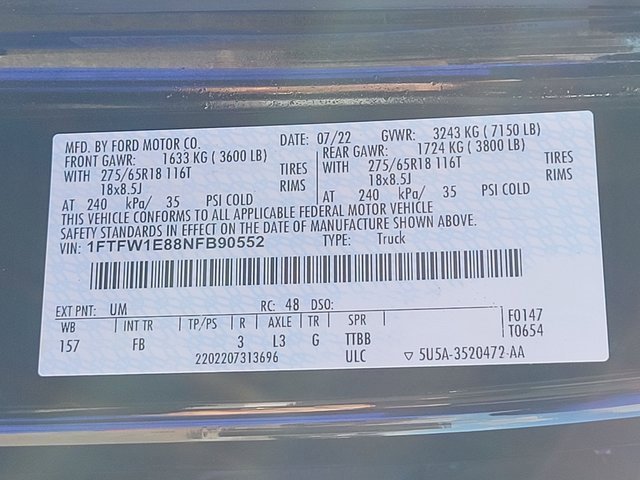 MFD. BY FORD MOTOR CO. DATE: 07/22 GVWR: 3243 KG ( 7150 LB)
FRONT GAWR: 1633 KG ( 3600 LB) REAR GAWR: 1724 KG ( 3800 LB)
WITH 275/65R18 116T TIRES WITH 275/65R18 116T TIRES
18x8.5J RIMS 18x8.5J RIMS
AT 240 kPa/ 35 PSI COLD AT 240 kPa/ 35 PSI COLD
THIS VEHICLE CONFORMS TO ALL APPLICABLE FEDERAL MOTOR VEHICLE
SAFETY STANDARDS IN EFFECT ON THE DATE OF MANUFACTURE SHOWN ABOVE.
VIN: 1FTFW1E88NFB90552 TYPE: Truck
EXT PNT: UM RC: 48 DSO: F0147
WB INT TR TP/PS R AXLE TR SPR T0654
157 FB 3 L3 G TTBB
2202207313696 ULC ▽ 5U5A-3520472-AA